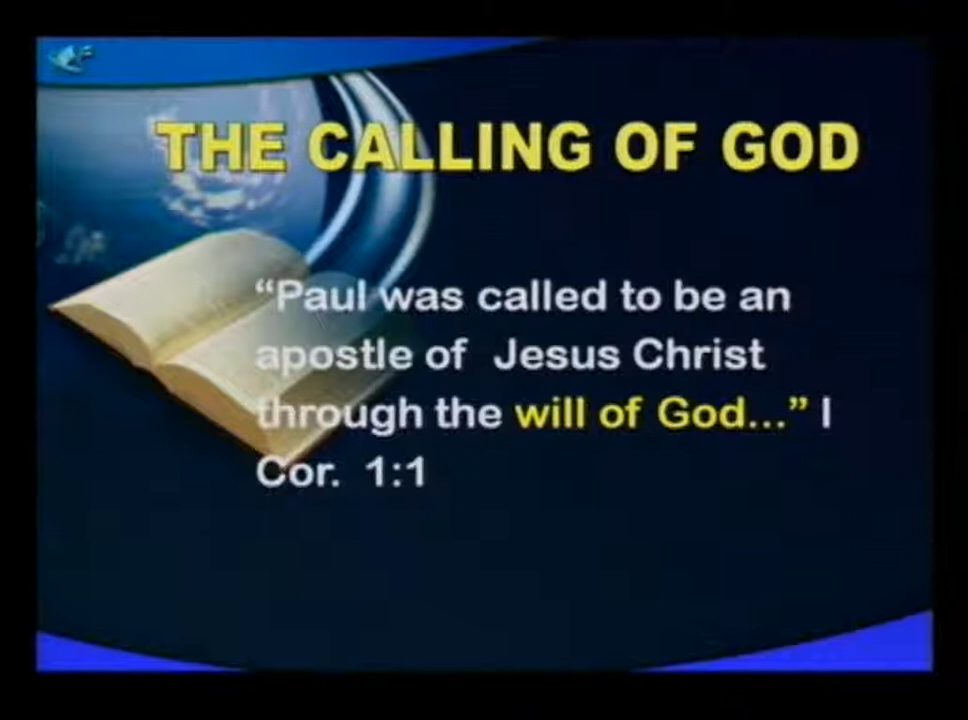 THE CALLING OF GOD
“Paul was called to be an
apostle of Jesus Christ
through the will of God...” I
Cor. 1:1